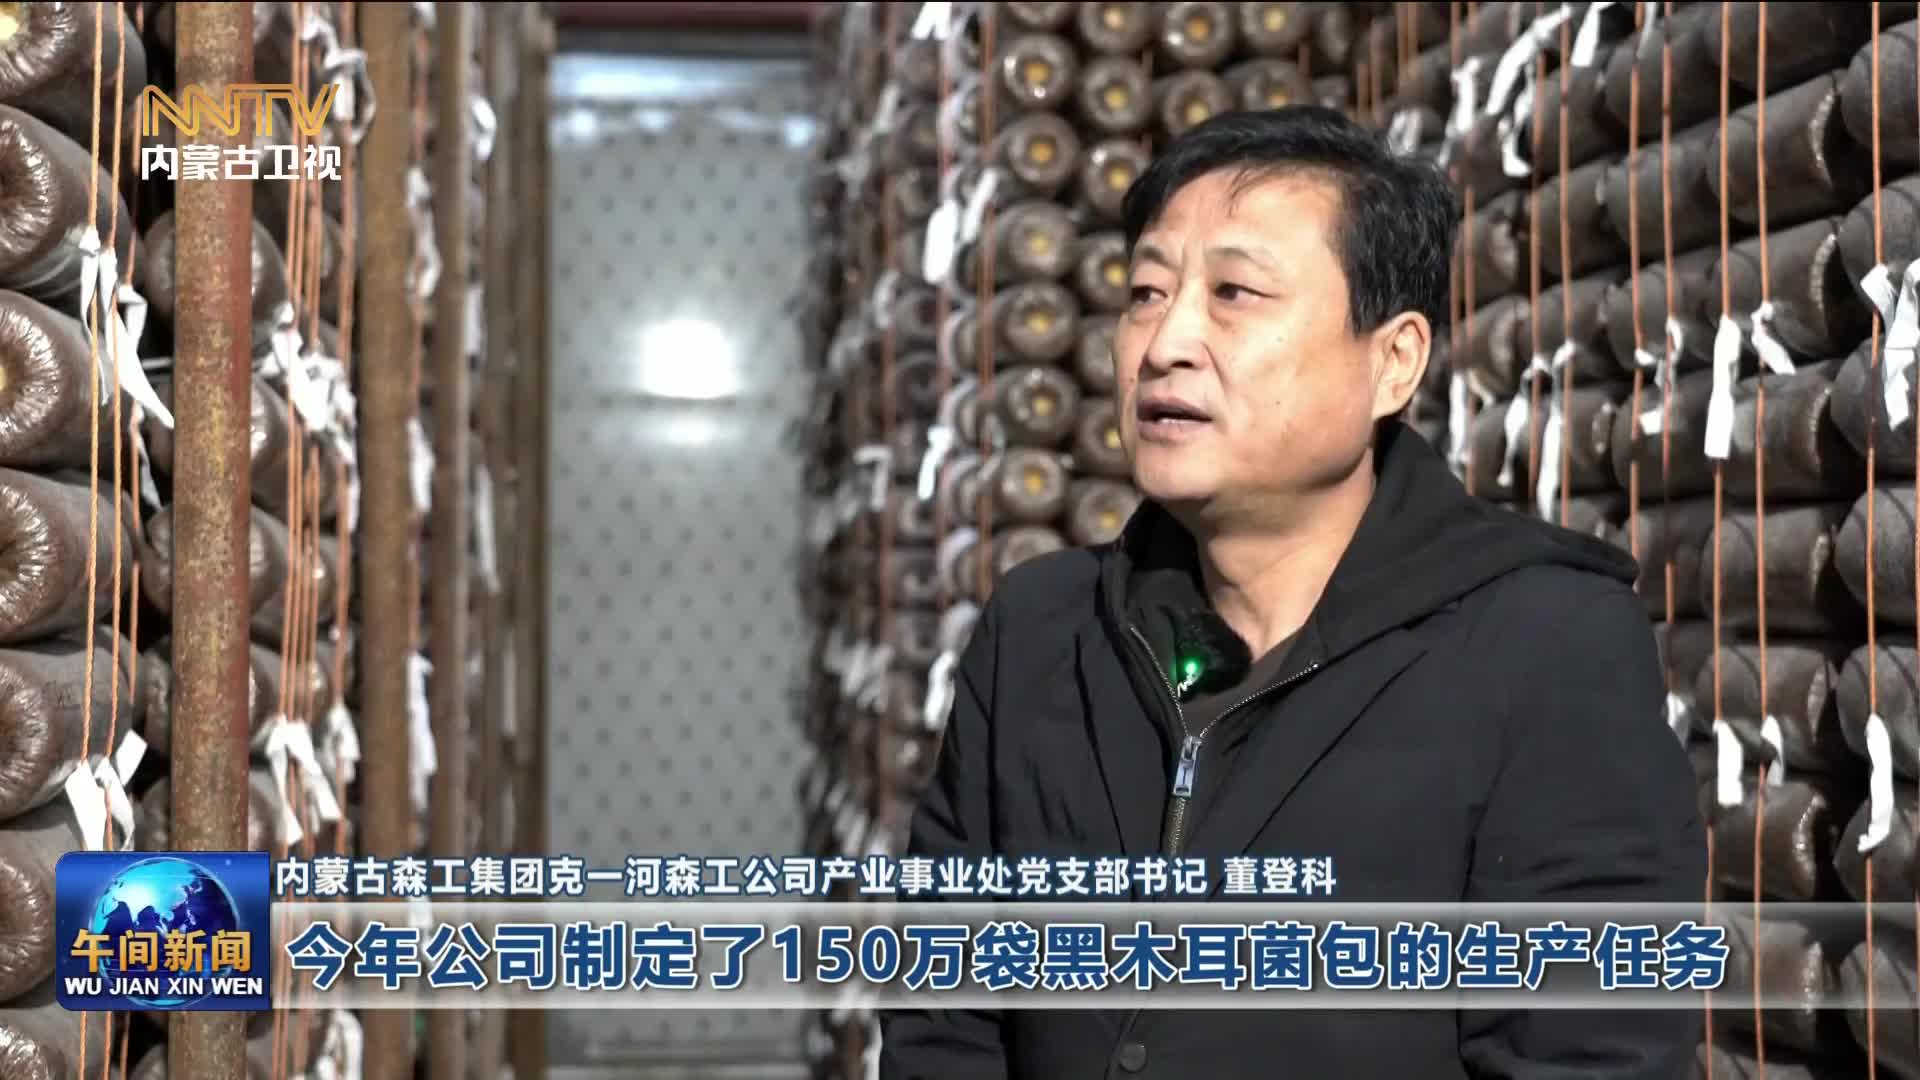 NNTV
内蒙古卫视
内蒙古森工集团克一河森工公司产业事业处党支部书记 董登科
午间新闻
WU JIAN XIN WEN
今年公司制定了150万袋黑木耳菌包的生产任务